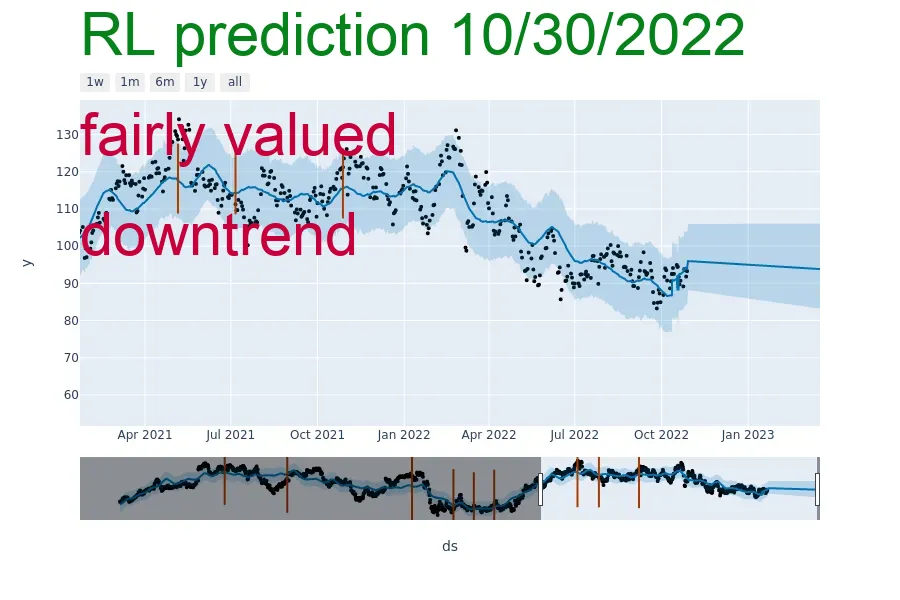 RL prediction 10/30/2022
1w 1m 6m 1y all
fairly valued
downtrend
130
120
110
100
90
80
70
60
y
Apr 2021 Jul 2021 Oct 2021 Jan 2022 Apr 2022 Jul 2022 Oct 2022 Jan 2023
ds